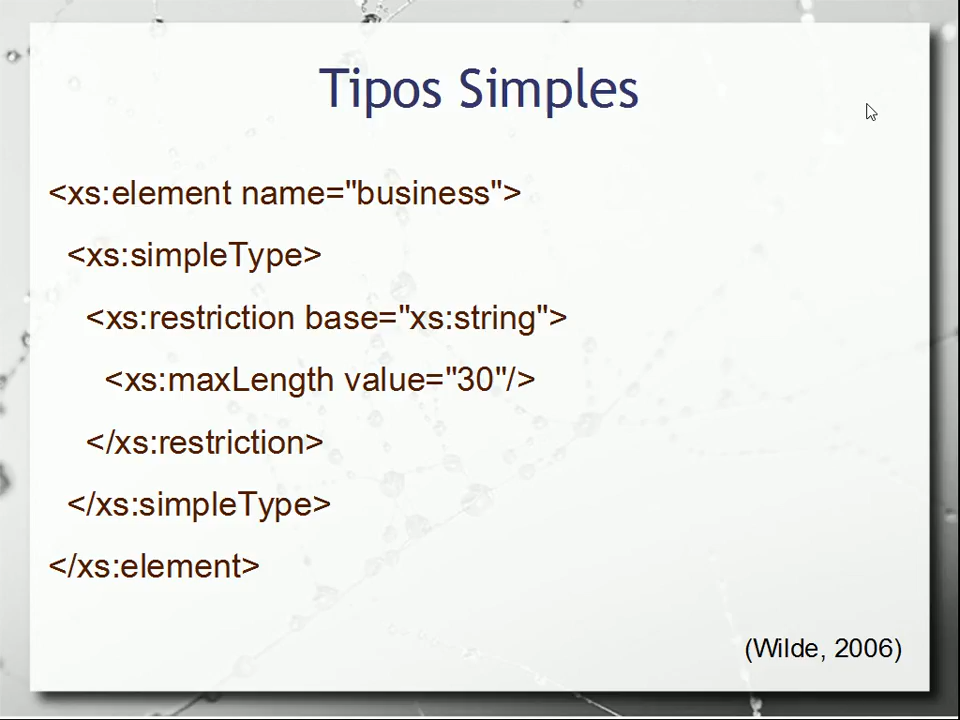 Tipos Simples
<xs:element name="business">
<xs:simpleType>
<xs:restriction base="xs:string">
<xs:maxLength value="30"/>
</xs:restriction>
</xs:simpleType>
</xs:element>
(Wilde, 2006)